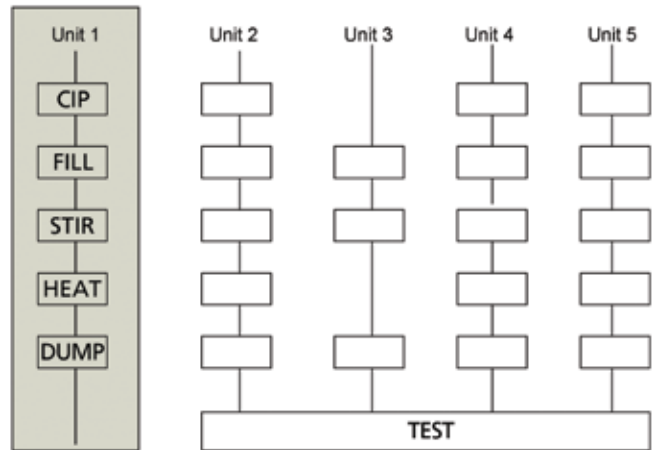 Unit 1 Unit 2 Unit 3 Unit 4 Unit 5
CIP
FILL
STIR
HEAT
DUMP
TEST